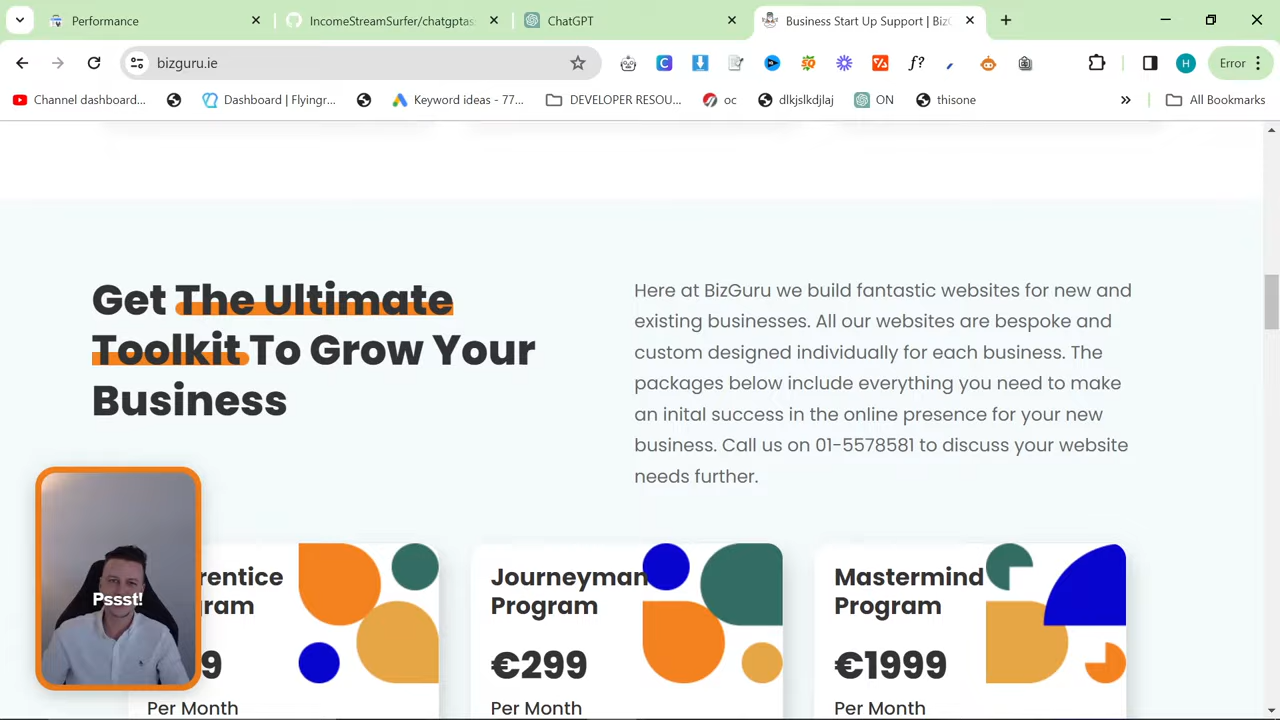 Performance
IncomeStreamSurfer/chatgptas
ChatGPT
Business Start Up Support | Biz
bizguru.ie
Error
Channel dashboard...
Dashboard | Flyingr...
Keyword ideas - 77...
DEVELOPER RESOU...
oc
dlkjslkdjlaj
ON
thisone
All Bookmarks
Get The Ultimate
Toolkit To Grow Your
Business
Here at BizGuru we build fantastic websites for new and
existing businesses. All our websites are bespoke and
custom designed individually for each business. The
packages below include everything you need to make
an inital success in the online presence for your new
business. Call us on 01-5578581 to discuss your website
needs further.
Pssst!
rentice
gram
9
Per Month
Journeyman
Program
€299
Per Month
Mastermind
Program
€1999
Per Month